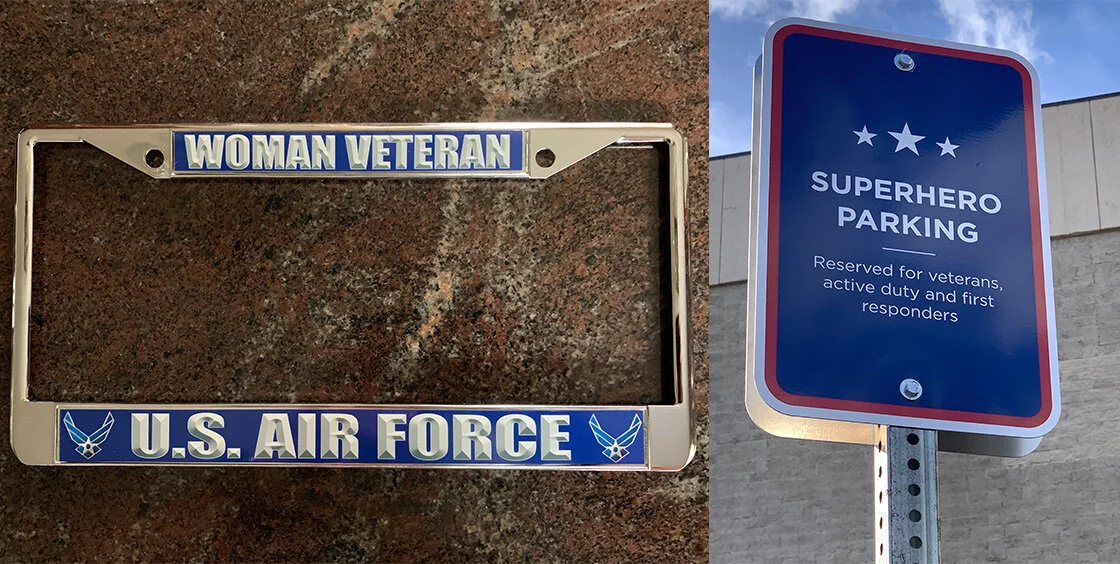 WOMAN VETERAN
U.S. AIR FORCE
SUPERHERO
PARKING
Reserved for veterans,
active duty and first
responders